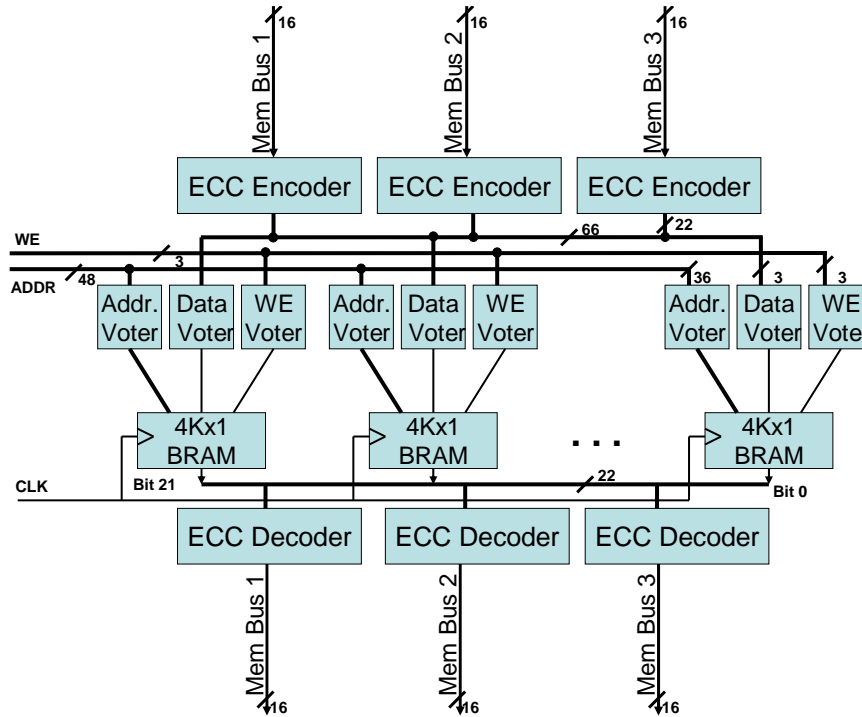 16
16
16
Mem Bus 1
Mem Bus 2
Mem Bus 3
ECC Encoder
ECC Encoder
ECC Encoder
66
22
WE
3
ADDR
48
36
3
3
Addr.
Voter
Data
Voter
WE
Voter
Addr.
Voter
Data
Voter
WE
Voter
Addr.
Voter
Data
Voter
WE
Voter
4Kx1
BRAM
4Kx1
BRAM
. . .
4Kx1
BRAM
CLK
Bit 21
22
Bit 0
ECC Decoder
ECC Decoder
ECC Decoder
Mem Bus 1
Mem Bus 2
Mem Bus 3
16
16
16